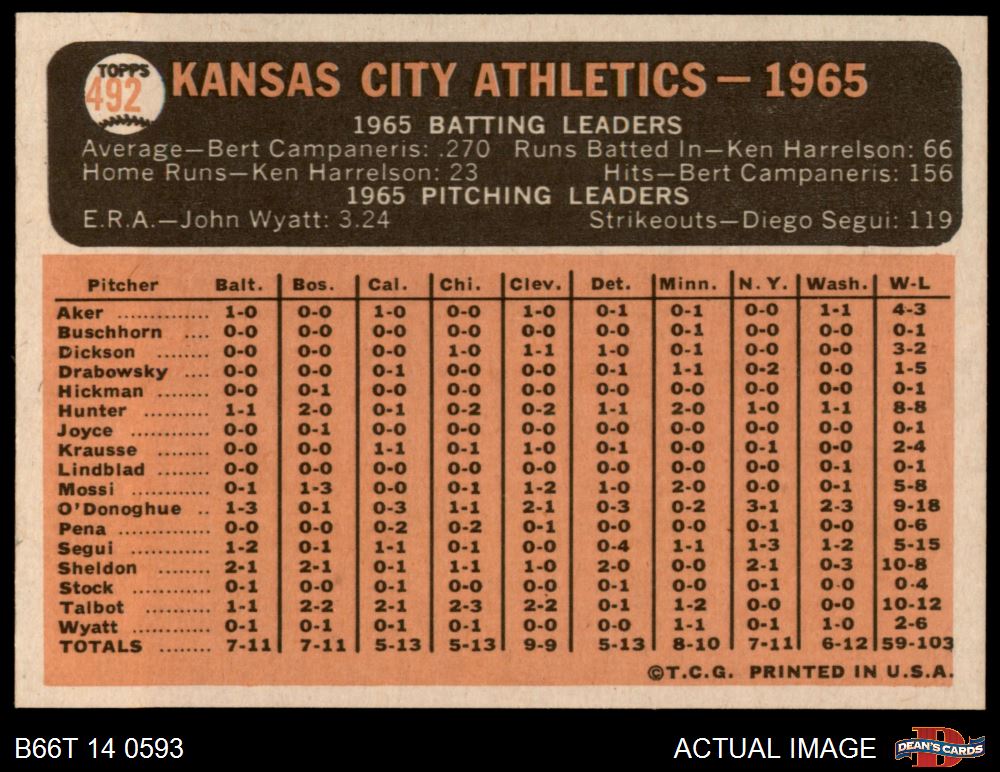 TOPPS
492
KANSAS CITY ATHLETICS — 1965
1965 BATTING LEADERS
Average—Bert Campaneris: .270 Runs Batted In—Ken Harrelson: 66
Home Runs—Ken Harrelson: 23 Hits—Bert Campaneris: 156
1965 PITCHING LEADERS
E.R.A.—John Wyatt: 3.24 Strikeouts—Diego Segui: 119
Pitcher Balt. Bos. Cal. Chi. Clev. Det. Minn. N. Y. Wash. W-L
Aker ............. 1-0 0-0 1-0 0-0 1-0 0-1 0-1 0-0 1-1 4-3
Buschhorn .... 0-0 0-0 0-0 0-0 0-0 0-0 0-1 0-0 0-0 0-1
Dickson ........ 0-0 0-0 0-0 1-0 1-1 1-0 0-1 0-0 0-0 3-2
Drabowsky .... 0-0 0-0 0-1 0-0 0-0 0-1 1-1 0-2 0-0 1-5
Hickman ....... 0-0 0-1 0-0 0-0 0-0 0-0 0-0 0-0 0-0 0-1
Hunter .......... 1-1 2-0 0-1 0-2 0-2 1-1 2-0 1-0 1-1 8-8
Joyce ............ 0-0 0-1 0-0 0-0 0-0 0-0 0-0 0-0 0-0 0-1
Krausse ........ 0-0 0-0 1-1 0-1 1-0 0-1 0-0 0-1 0-0 2-4
Lindblad ........ 0-0 0-0 0-0 0-0 0-0 0-0 0-0 0-0 0-1 0-1
Mossi ............ 0-1 1-3 0-0 0-1 1-2 1-0 2-0 0-0 0-1 5-8
O'Donoghue .. 1-3 0-1 0-3 1-1 2-1 0-3 0-2 3-1 2-3 9-18
Pena .............. 0-0 0-0 0-2 0-2 0-1 0-0 0-1 0-0 0-0 0-6
Segui ............ 1-2 0-1 1-1 0-1 0-0 0-4 1-1 1-3 1-2 5-15
Sheldon ........ 2-1 2-1 0-1 1-1 1-0 2-0 0-0 2-1 0-3 10-8
Stock ............ 0-1 0-0 0-1 0-0 0-0 0-1 0-0 0-1 0-0 0-4
Talbot ........... 1-1 2-2 2-1 2-3 2-2 0-1 1-2 0-0 0-0 10-12
Wyatt ............ 0-1 0-1 0-1 0-1 0-0 0-0 1-1 0-1 1-0 2-6
TOTALS ........ 7-11 7-11 5-13 5-13 9-9 5-13 8-10 7-11 6-12 59-103
©T.C.G. PRINTED IN U.S.A.
B66T 14 0593 ACTUAL IMAGE
D
DEAN'S CARDS